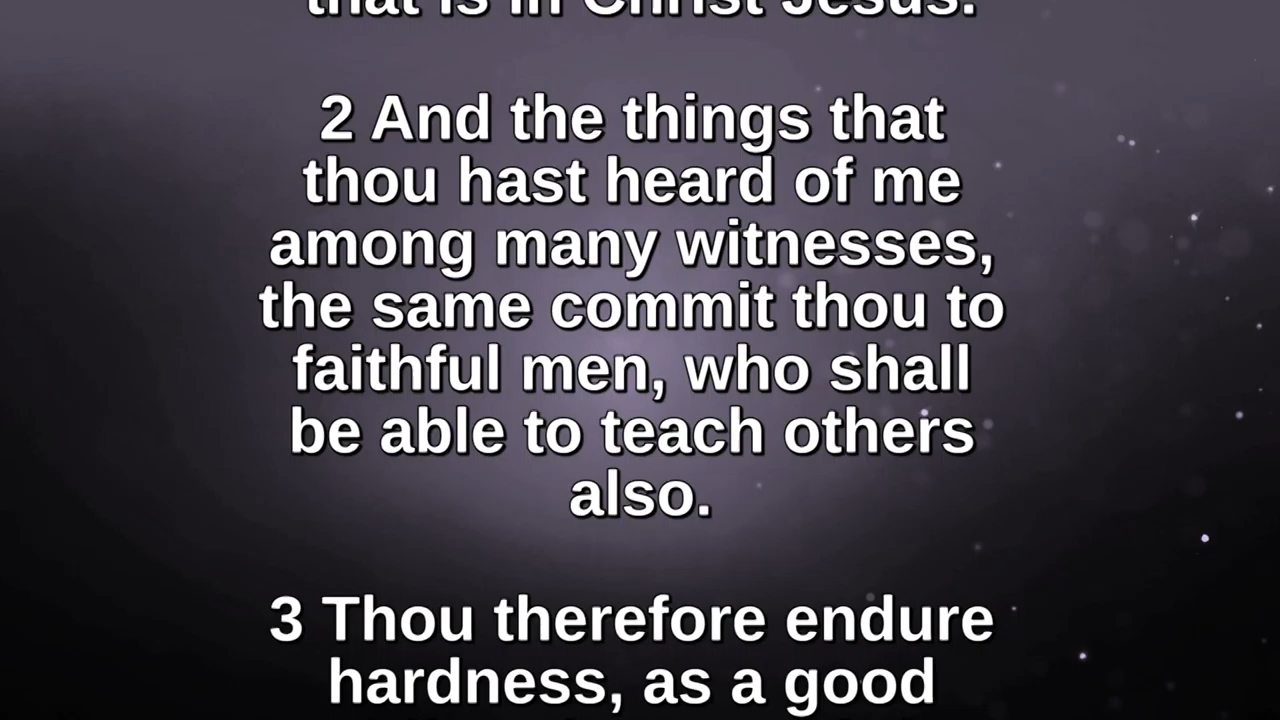 that is in Christ Jesus.
2 And the things that
thou hast heard of me
among many witnesses,
the same commit thou to
faithful men, who shall
be able to teach others
also.
3 Thou therefore endure
hardness, as a good